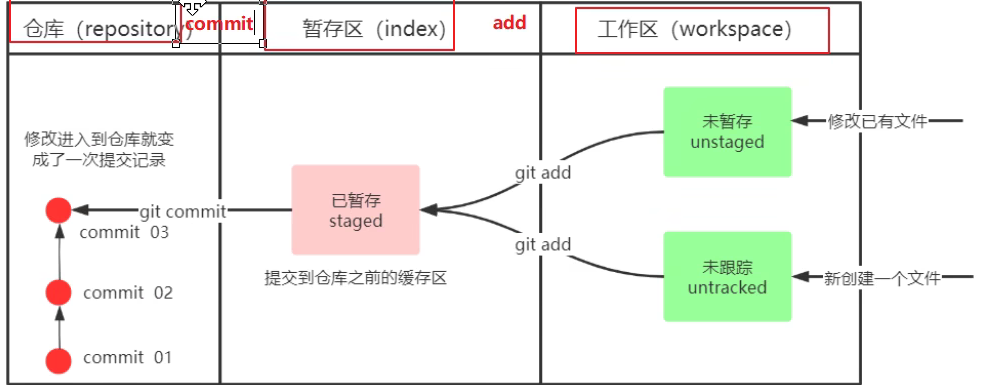 仓库（repository）
commit
暂存区（index）
add
工作区（workspace）
修改进入到仓库就变
成了一次提交记录
未暂存
unstaged
修改已有文件
git add
已暂存
staged
git commit
commit 03
git add
提交到仓库之前的缓存区
未跟踪
untracked
新创建一个文件
commit 02
commit 01